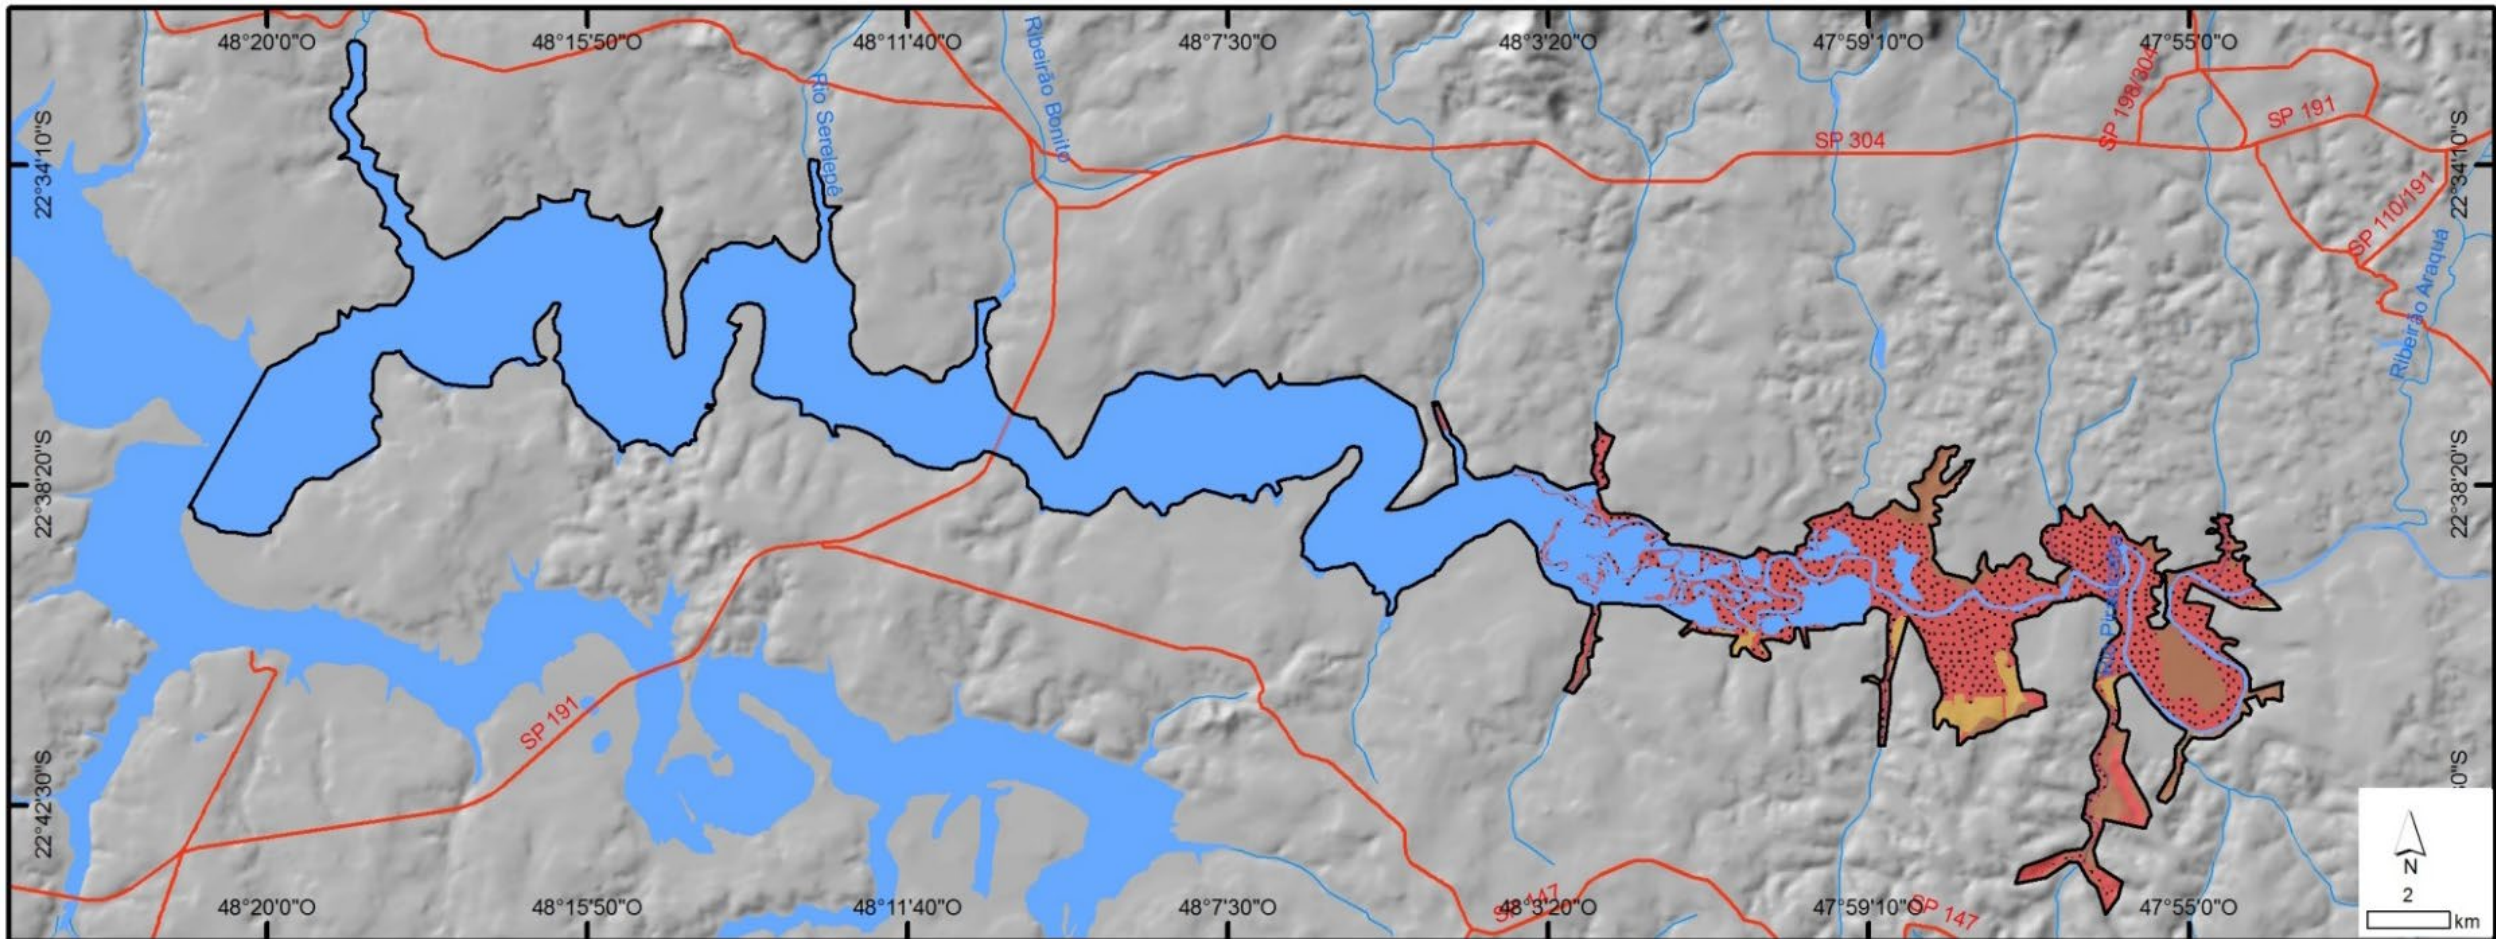 48°20'0"O
48°15'50"O
48°11'40"O
48°7'30"O
48°3'20"O
47°59'10"O
47°55'0"O
Ribeirão Bonito
Rio Serelepê
SP 198/304
SP 191
SP 304
22°34'10"S
22°34'10"S
SP 110/191
Ribeirão Araquá
22°38'20"S
22°38'20"S
SP 191
22°42'30"S
0"S
N
2
km
48°20'0"O
48°15'50"O
48°11'40"O
48°7'30"O
48°3'20"O
47°59'10"O
47°55'0"O
SP 147
SP 147